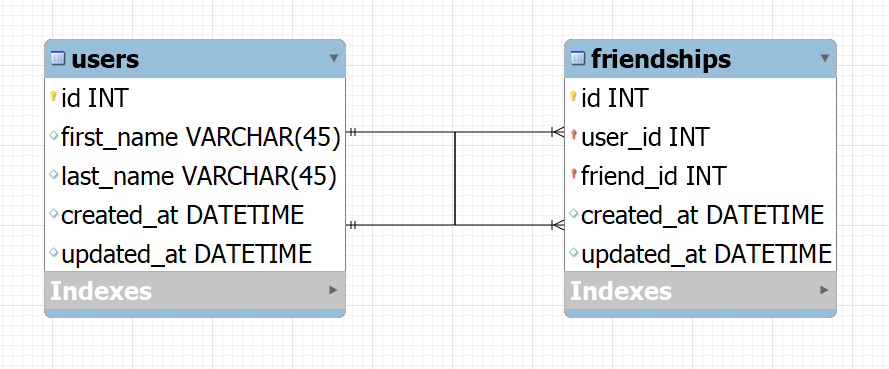 users
id INT
first_name VARCHAR(45)
last_name VARCHAR(45)
created_at DATETIME
updated_at DATETIME
Indexes
friendships
id INT
user_id INT
friend_id INT
created_at DATETIME
updated_at DATETIME
Indexes